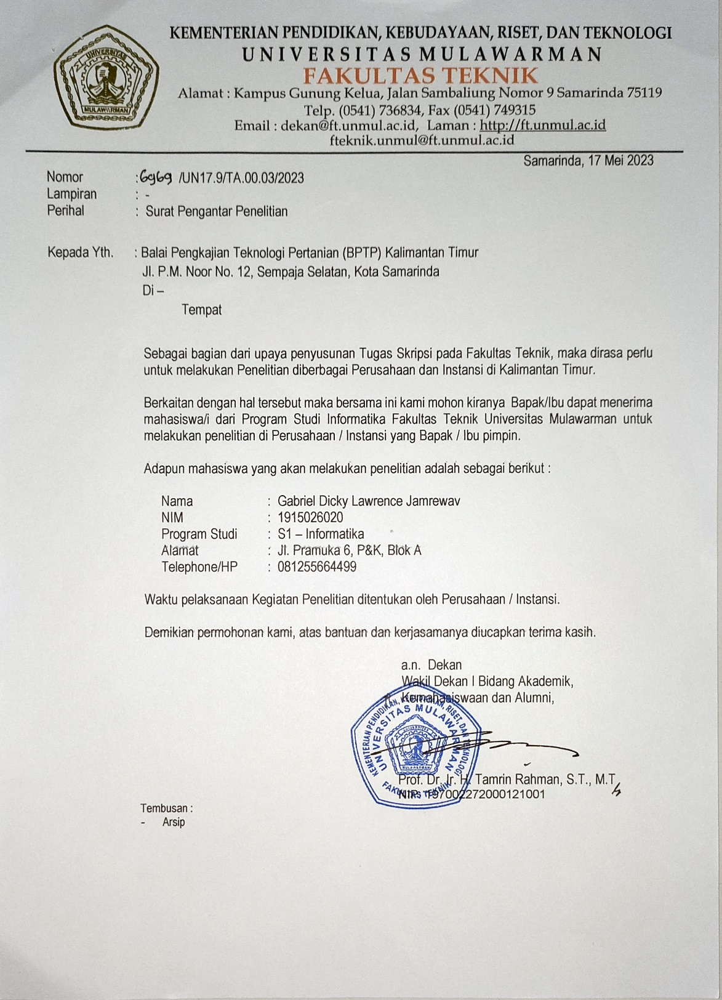 KEMENTERIAN PENDIDIKAN, KEBUDAYAAN, RISET, DAN TEKNOLOGI
UNIVERSITAS MULAWARMAN
FAKULTAS TEKNIK
Alamat : Kampus Gunung Kelua, Jalan Sambaliung Nomor 9 Samarinda 75119
Telp. (0541) 736834, Fax (0541) 749315
Email : dekan@ft.unmul.ac.id, Laman : http://ft.unmul.ac.id
fteknik.unmul@ft.unmul.ac.id
UNIVERSITAS
MULAWARMAN
Samarinda, 17 Mei 2023
Nomor : 6969 /UN17.9/TA.00.03/2023
Lampiran : -
Perihal : Surat Pengantar Penelitian
Kepada Yth. : Balai Pengkajian Teknologi Pertanian (BPTP) Kalimantan Timur
Jl. P.M. Noor No. 12, Sempaja Selatan, Kota Samarinda
Di –
Tempat
Sebagai bagian dari upaya penyusunan Tugas Skripsi pada Fakultas Teknik, maka dirasa perlu
untuk melakukan Penelitian diberbagai Perusahaan dan Instansi di Kalimantan Timur.
Berkaitan dengan hal tersebut maka bersama ini kami mohon kiranya Bapak/Ibu dapat menerima
mahasiswa/i dari Program Studi Informatika Fakultas Teknik Universitas Mulawarman untuk
melakukan penelitian di Perusahaan / Instansi yang Bapak / Ibu pimpin.
Adapun mahasiswa yang akan melakukan penelitian adalah sebagai berikut :
Nama : Gabriel Dicky Lawrence Jamrewav
NIM : 1915026020
Program Studi : S1 – Informatika
Alamat : Jl. Pramuka 6, P&K, Blok A
Telephone/HP : 081255664499
Waktu pelaksanaan Kegiatan Penelitian ditentukan oleh Perusahaan / Instansi.
Demikian permohonan kami, atas bantuan dan kerjasamanya diucapkan terima kasih.
a.n. Dekan
Wakil Dekan I Bidang Akademik,
Kemahasiswaan dan Alumni,
KEMENTERIAN PENDIDIKAN, KEBUDAYAAN, RISET, DAN TEKNOLOGI
UNIVERSITAS MULAWARMAN
UNIVERSITAS
MULAWARMAN
FAKULTAS TEKNIK
Prof. Dr. Ir. H. Tamrin Rahman, S.T., M.T
NIP. 197002272000121001
Tembusan :
- Arsip